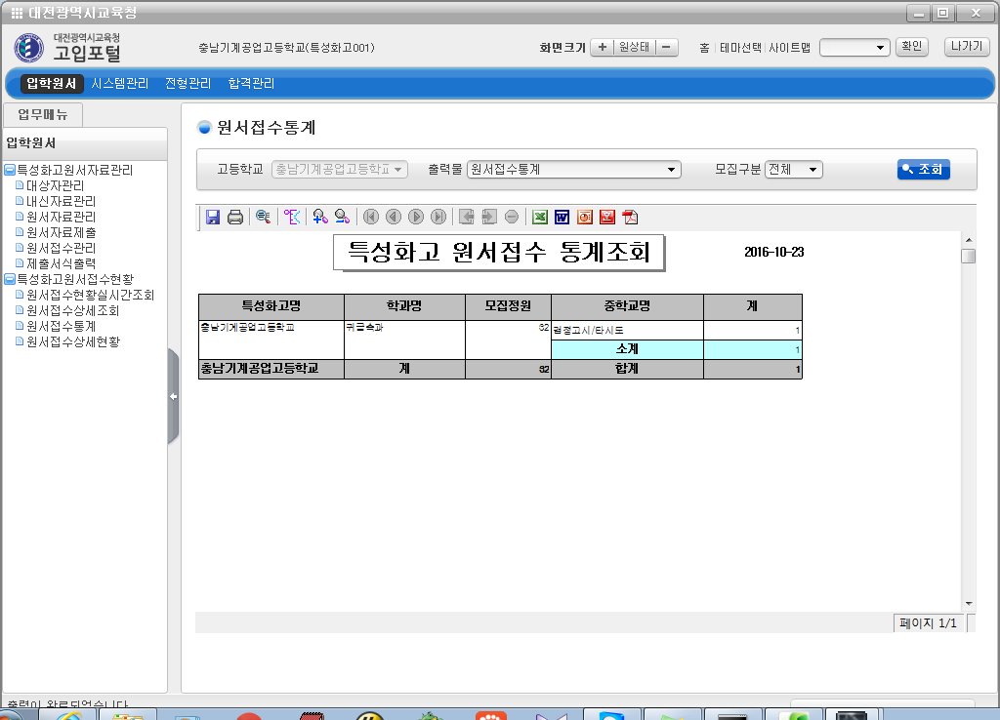 대전광역시교육청
대전광역시교육청
고입포털
충남기계공업고등학교(특성화고001)
화면크기 + 원상태 −
홈 테마선택 사이트맵 확인 나가기
입학원서 시스템관리 전형관리 합격관리
업무메뉴
입학원서
특성화고원서자료관리
대상자관리
내신자료관리
원서자료관리
원서자료제출
원서접수관리
제출서식출력
특성화고원서접수현황
원서접수현황실시간조회
원서접수상세조회
원서접수통계
원서접수상세현황
원서접수통계
고등학교 충남기계공업고등학교 출력물 원서접수통계 모집구분 전체 조회
특성화고 원서접수 통계조회
2016-10-23
특성화고명 학과명 모집정원 중학교명 계
충남기계공업고등학교 귀금속과 32 검정고시/타시도 1
소계 1
충남기계공업고등학교 계 32 합계 1
페이지 1/1
출력이 완료되었습니다